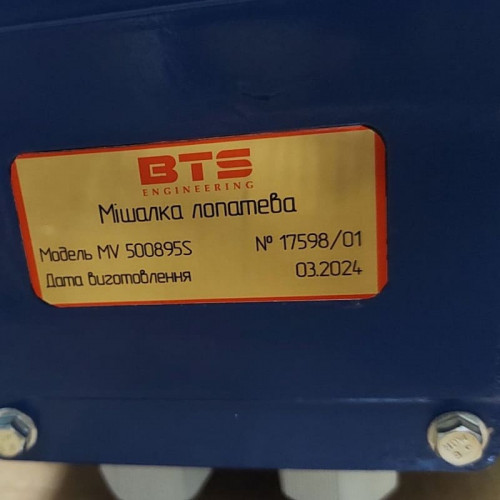 BTS
ENGINEERING
Мішалка лопатева
Модель MV 500895S № 17598/01
Дата виготовлення 03.2024